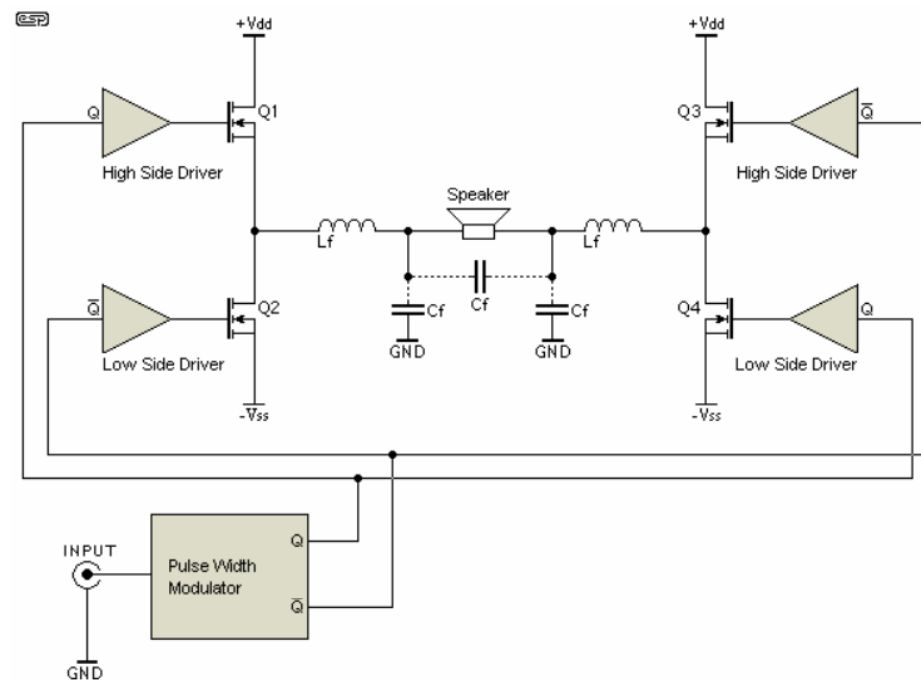 esp
+Vdd
+Vdd
Q
Q1
Q3
Q̅
High Side Driver
High Side Driver
Speaker
Lf
Lf
Q̅
Q2
Cf
Cf
Cf
Q4
Q
GND
GND
Low Side Driver
Low Side Driver
-Vss
-Vss
INPUT
Pulse Width
Modulator
Q
Q̅
GND